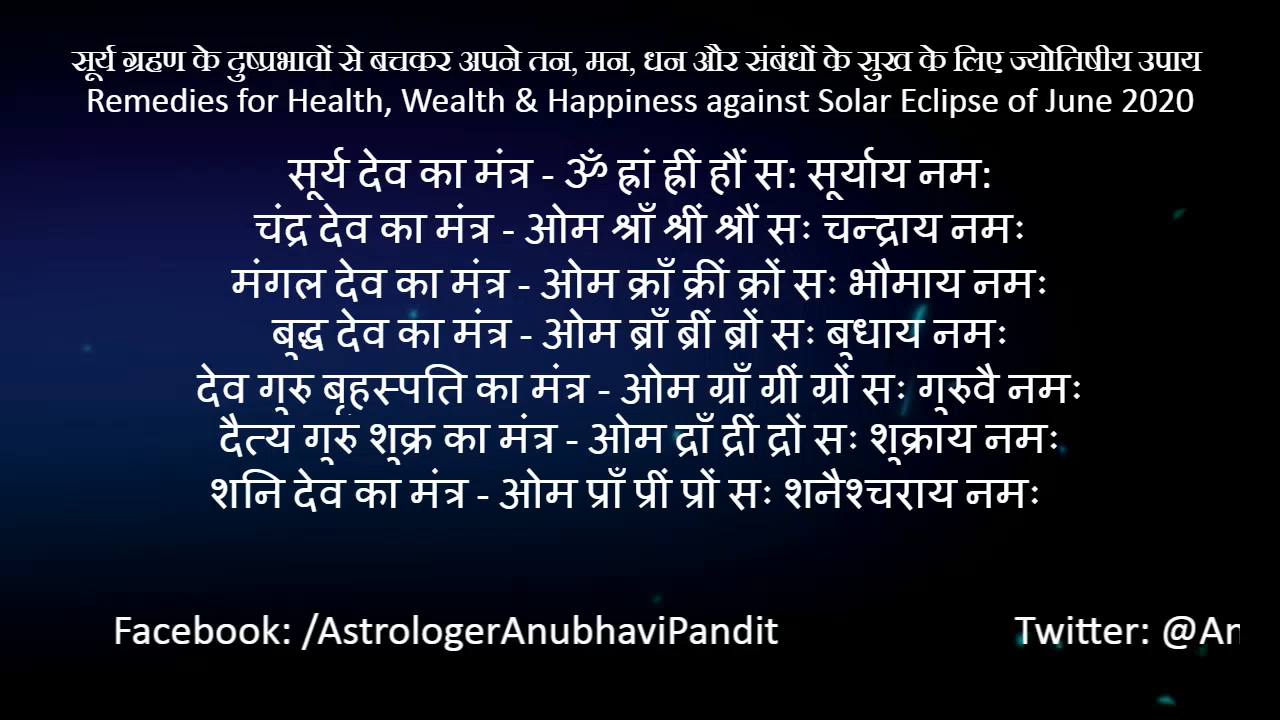 सूर्य ग्रहण के दुष्प्रभावों से बचकर अपने तन, मन, धन और संबंधों के सुख के लिए ज्योतिषीय उपाय
Remedies for Health, Wealth & Happiness against Solar Eclipse of June 2020
सूर्य देव का मंत्र - ॐ ह्रां ह्रीं ह्रौं स: सूर्याय नम:
चंद्र देव का मंत्र - ओम श्राँ श्रीं श्रौं सः चन्द्राय नमः
मंगल देव का मंत्र - ओम क्राँ क्रीं क्रों सः भौमाय नमः
बुद्ध देव का मंत्र - ओम ब्राँ ब्रीं ब्रों सः बुधाय नमः
देव गुरु बृहस्पति का मंत्र - ओम ग्राँ ग्रीं ग्रों सः गुरुवै नमः
दैत्य गुरु शुक्र का मंत्र - ओम द्राँ द्रीं द्रों सः शुक्राय नमः
शनि देव का मंत्र - ओम प्राँ प्रीं प्रों सः शनैश्चराय नमः
Facebook: /AstrologerAnubhaviPandit Twitter: